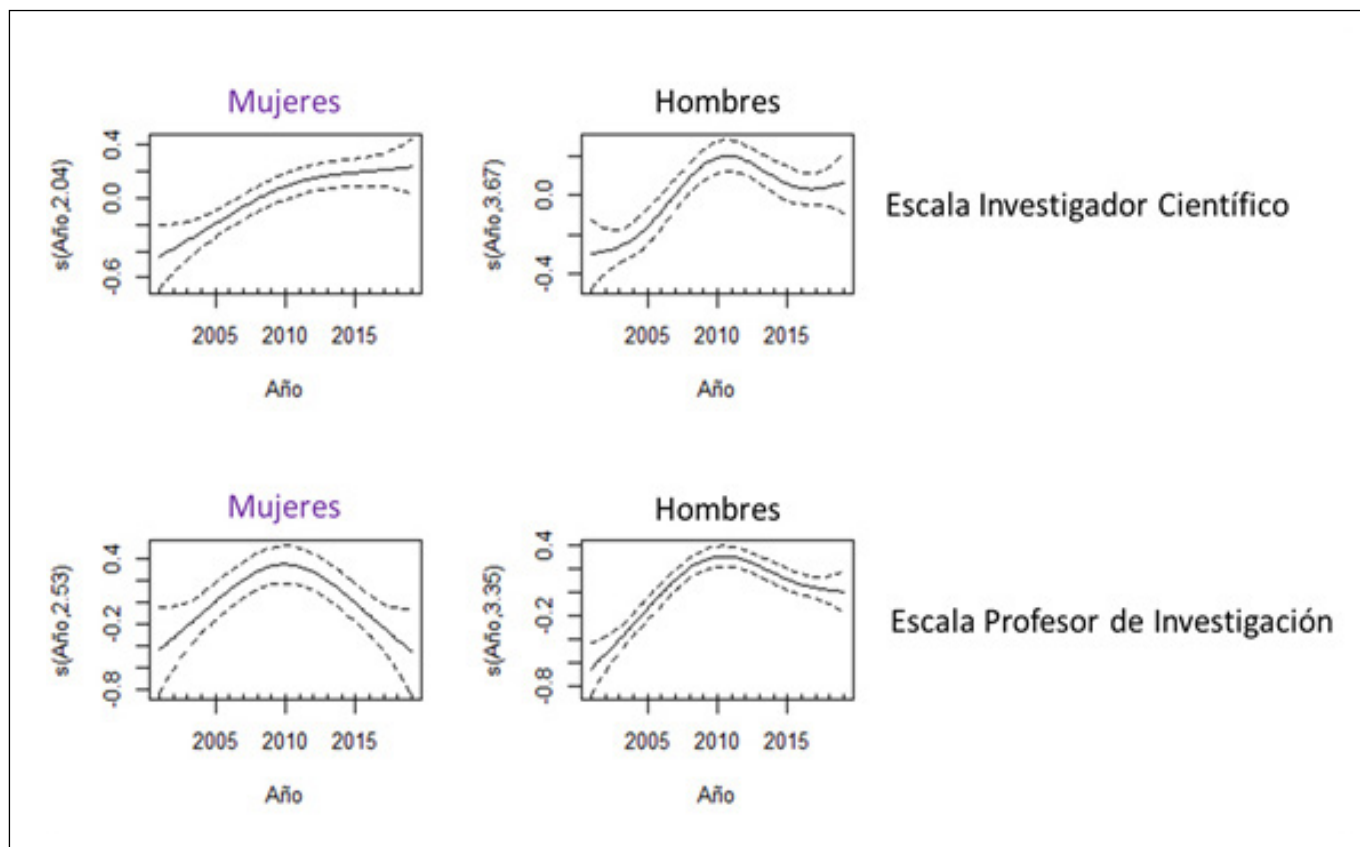 Mujeres
Hombres
s(Año,2.04)
0.4
0.0
-0.6
2005 2010 2015
Año
s(Año,3.67)
0.0
-0.4
2005 2010 2015
Año
Escala Investigador Científico
Mujeres
Hombres
s(Año,2.53)
0.4
-0.2
-0.8
2005 2010 2015
Año
s(Año,3.35)
0.4
-0.2
-0.8
2005 2010 2015
Año
Escala Profesor de Investigación